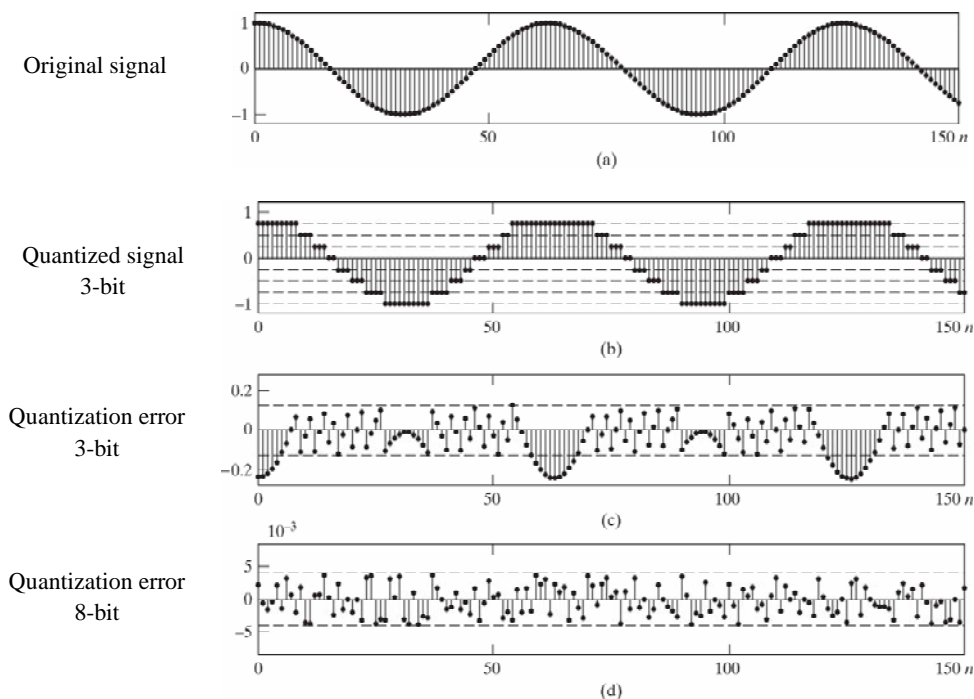 Original signal
1
0
−1
0
50
100
150 n
(a)
Quantized signal
3-bit
1
0
−1
0
50
100
150 n
(b)
Quantization error
3-bit
0.2
0
−0.2
0
50
100
150 n
(c)
Quantization error
8-bit
10⁻³
5
0
−5
0
50
100
150 n
(d)